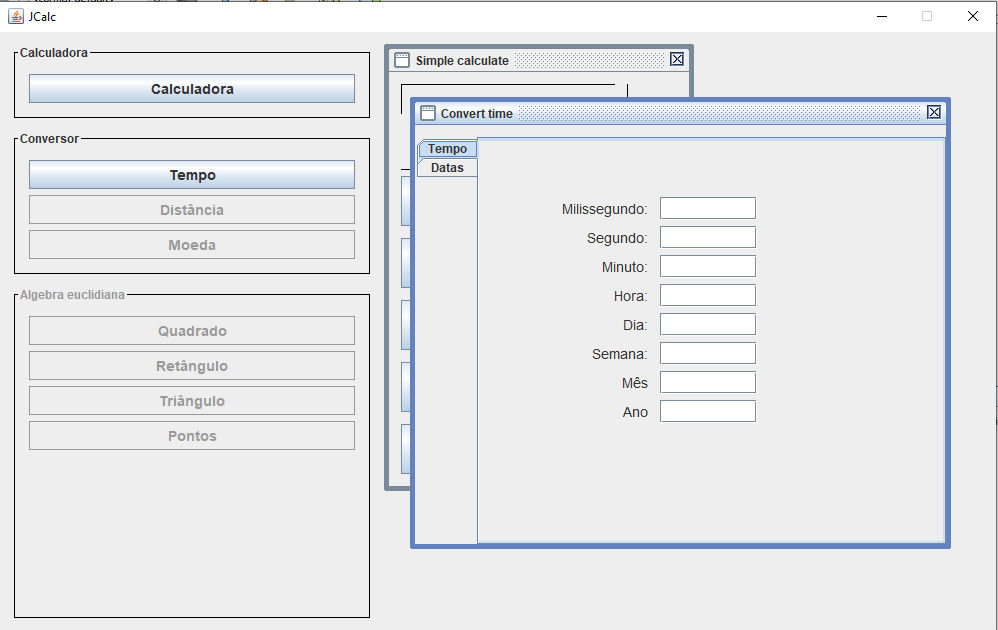 JCalc
Calculadora
Calculadora
Conversor
Tempo
Distância
Moeda
Algebra euclidiana
Quadrado
Retângulo
Triângulo
Pontos
Simple calculate
Convert time
Tempo
Datas
Milissegundo:
Segundo:
Minuto:
Hora:
Dia:
Semana:
Mês
Ano